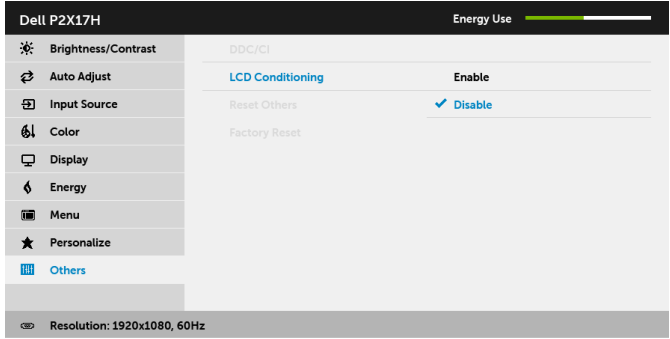 Dell P2X17H
Energy Use
Brightness/Contrast
DDC/CI
Auto Adjust
LCD Conditioning
Enable
Input Source
Reset Others
Disable
Color
Factory Reset
Display
Energy
Menu
Personalize
Others
Resolution: 1920x1080, 60Hz